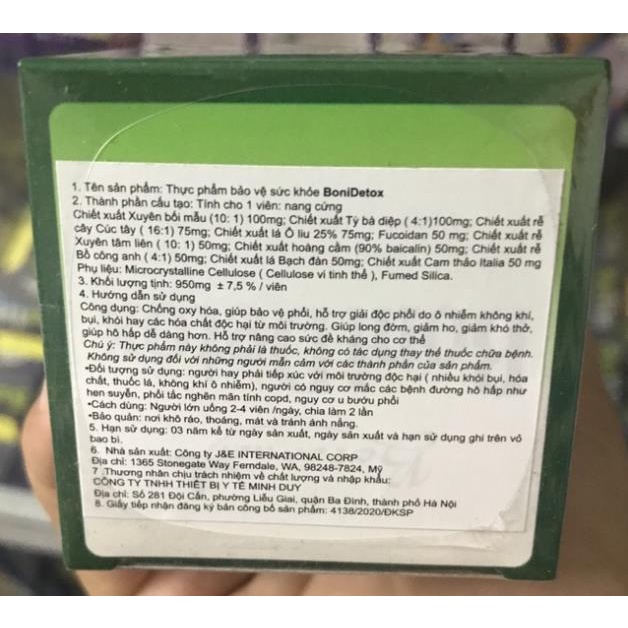 1. Tên sản phẩm: Thực phẩm bảo vệ sức khỏe BoniDetox
2. Thành phần cấu tạo: Tính cho 1 viên: nang cứng
Chiết xuất Xuyên bối mẫu (10: 1) 100mg; Chiết xuất Tỳ bà diệp ( 4:1)100mg; Chiết xuất rễ
cây Cúc tây ( 16:1) 75mg; Chiết xuất lá Ô liu 25% 75mg; Fucoidan 50 mg; Chiết xuất rễ
Xuyên tâm liên ( 10: 1) 50mg; Chiết xuất hoàng cầm (90% baicalin) 50mg; Chiết xuất rễ
Bồ công anh ( 4:1) 50mg; Chiết xuất lá Bạch đàn 50mg; Chiết xuất Cam thảo Italia 50 mg
Phụ liệu: Microcrystalline Cellulose ( Cellulose vi tinh thể ), Fumed Silica.
3. Khối lượng tịnh: 950mg ± 7,5 % / viên
4. Hướng dẫn sử dụng
Công dụng: Chống oxy hóa, giúp bảo vệ phổi, hỗ trợ giải độc phổi do ô nhiễm không khí,
bụi, khói hay các hóa chất độc hại từ môi trường. Giúp long đờm, giảm ho, giảm khó thở,
giúp hô hấp dễ dàng hơn. Hỗ trợ nâng cao sức đề kháng cho cơ thể
Chú ý: Thực phẩm này không phải là thuốc, không có tác dụng thay thế thuốc chữa bệnh.
Không sử dụng đối với những người mẫn cảm với các thành phần của sản phẩm.
•Đối tượng sử dụng: người hay phải tiếp xúc với môi trường độc hại ( nhiều khói bụi, hóa
chất, thuốc lá, không khí ô nhiễm), người có nguy cơ mắc các bệnh đường hô hấp như
hen suyễn, phổi tắc nghẽn mãn tính copd, nguy cơ u bướu phổi
•Cách dùng: Người lớn uống 2-4 viên /ngày, chia làm 2 lần
•Bảo quản: nơi khô ráo, thoáng, mát và tránh ánh nắng.
5. Hạn sử dụng: 03 năm kể từ ngày sản xuất, ngày sản xuất và hạn sử dụng ghi trên vỏ
bao bì.
6. Nhà sản xuất: Công ty J&E INTERNATIONAL CORP
Địa chỉ: 1365 Stonegate Way Ferndale, WA, 98248-7824, Mỹ
7 .Thương nhân chịu trách nhiệm về chất lượng và nhập khẩu:
CÔNG TY TNHH THIẾT BỊ Y TẾ MINH DUY
Địa chỉ: Số 281 Đội Cấn, phường Liễu Giai, quận Ba Đình, thành phố Hà Nội
8. Giấy tiếp nhận đăng ký bản công bố sản phẩm: 4138/2020/ĐKSP